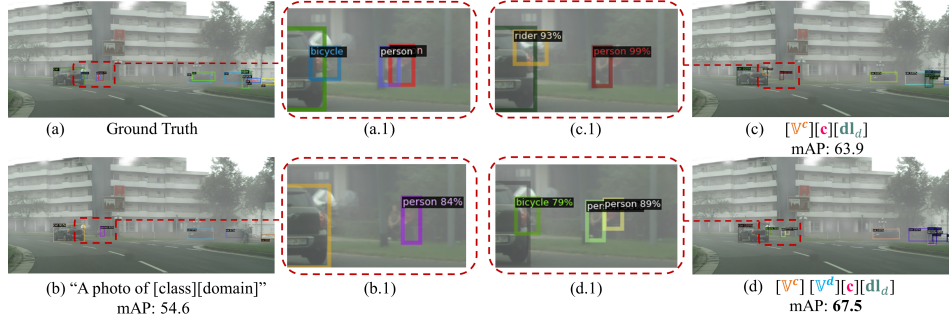 bicycle
person n
rider 93%
person 99%
(a) Ground Truth
(a.1)
(c.1)
(c) [𝕍ᶜ][c][dl_d]
mAP: 63.9
person 84%
bicycle 79%
person 89%
(b) “A photo of [class][domain]”
mAP: 54.6
(b.1)
(d.1)
(d) [𝕍ᶜ] [𝕍ᵈ][c][dl_d]
mAP: 67.5